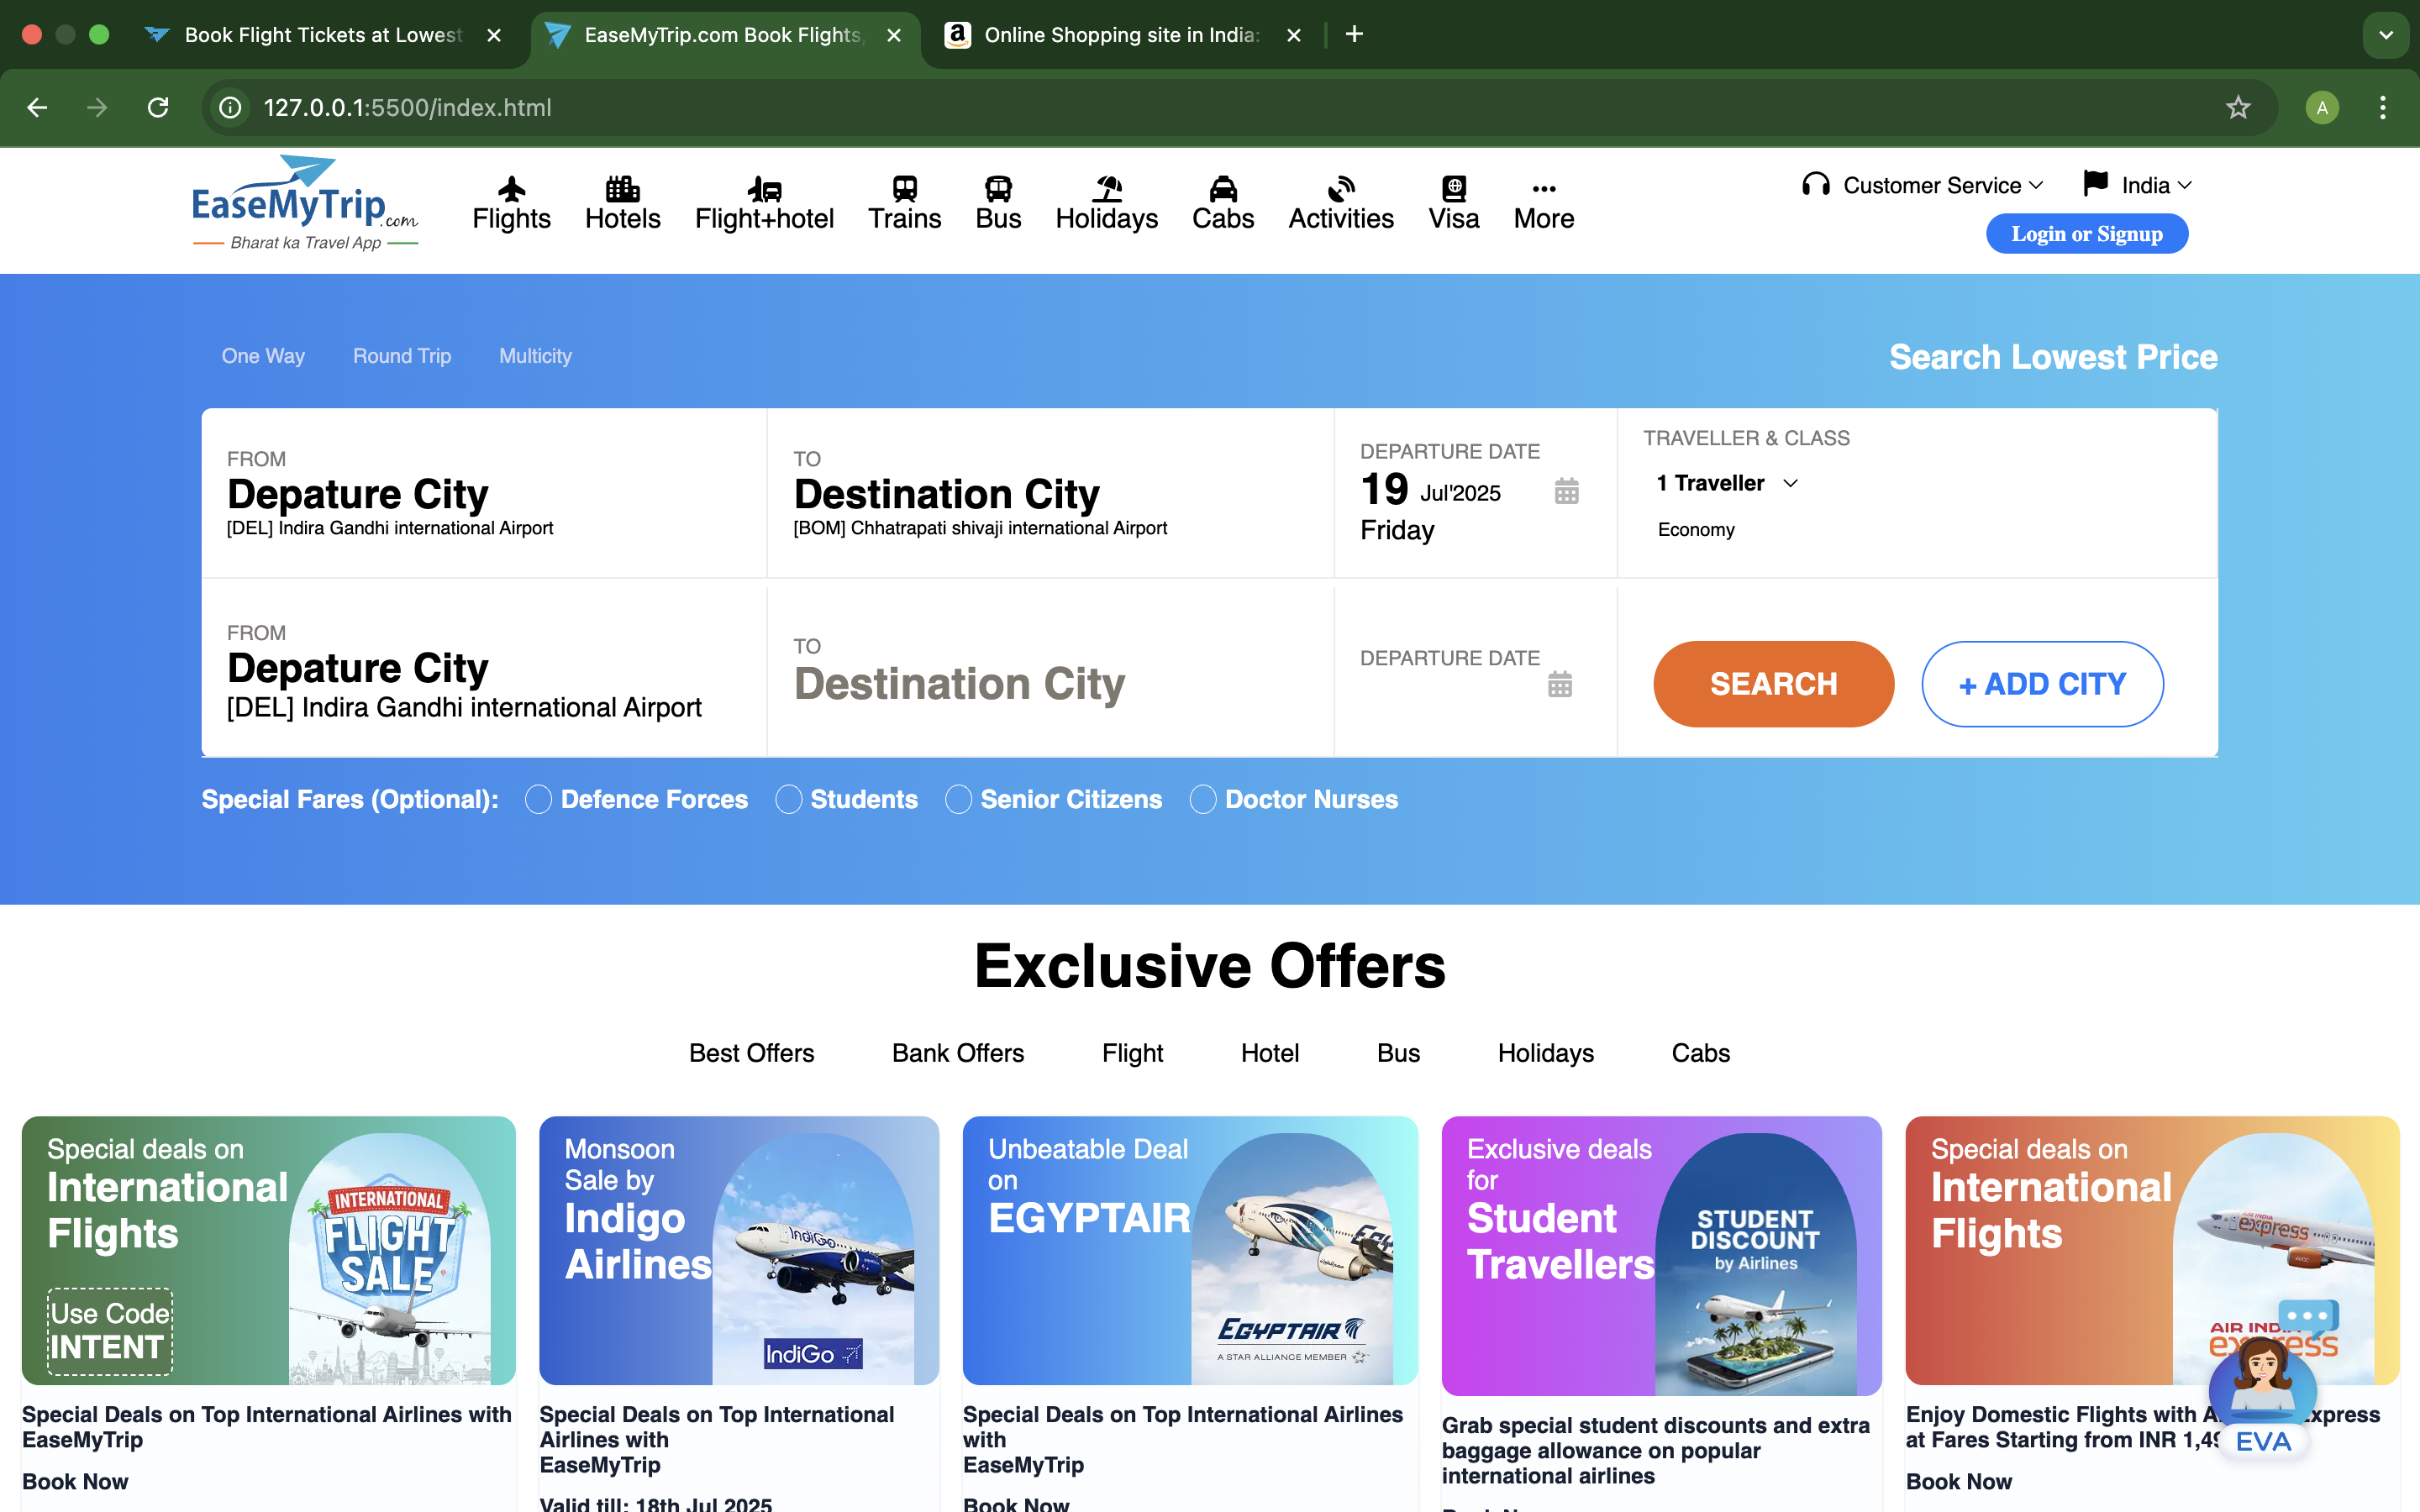 Book Flight Tickets at Lowest
EaseMyTrip.com Book Flights,
Online Shopping site in India:
127.0.0.1:5500/index.html
A
EaseMyTrip.com
Bharat ka Travel App
Flights
Hotels
Flight+hotel
Trains
Bus
Holidays
Cabs
Activities
Visa
More
Customer Service
India
Login or Signup
One Way
Round Trip
Multicity
Search Lowest Price
FROM
Depature City
[DEL] Indira Gandhi international Airport
TO
Destination City
[BOM] Chhatrapati shivaji international Airport
DEPARTURE DATE
19 Jul'2025
Friday
TRAVELLER & CLASS
1 Traveller
Economy
FROM
Depature City
[DEL] Indira Gandhi international Airport
TO
Destination City
DEPARTURE DATE
SEARCH
+ ADD CITY
Special Fares (Optional):
Defence Forces
Students
Senior Citizens
Doctor Nurses
Exclusive Offers
Best Offers
Bank Offers
Flight
Hotel
Bus
Holidays
Cabs
Special deals on
International
Flights
Use Code
INTENT
INTERNATIONAL
FLIGHT
SALE
Special Deals on Top International Airlines with
EaseMyTrip
Book Now
Monsoon
Sale by
Indigo
Airlines
IndiGo
IndiGo
Special Deals on Top International
Airlines with
EaseMyTrip
Valid till: 18th Jul 2025
Unbeatable Deal
on
EGYPTAIR
EGYPTAIR
A STAR ALLIANCE MEMBER
Special Deals on Top International Airlines
with
EaseMyTrip
Book Now
Exclusive deals
for
Student
Travellers
STUDENT
DISCOUNT
by Airlines
Grab special student discounts and extra
baggage allowance on popular
international airlines
Special deals on
International
Flights
AIR INDIA
express
AIR INDIA
express
Enjoy Domestic Flights with A
xpress
at Fares Starting from INR 1,49
EVA
Book Now